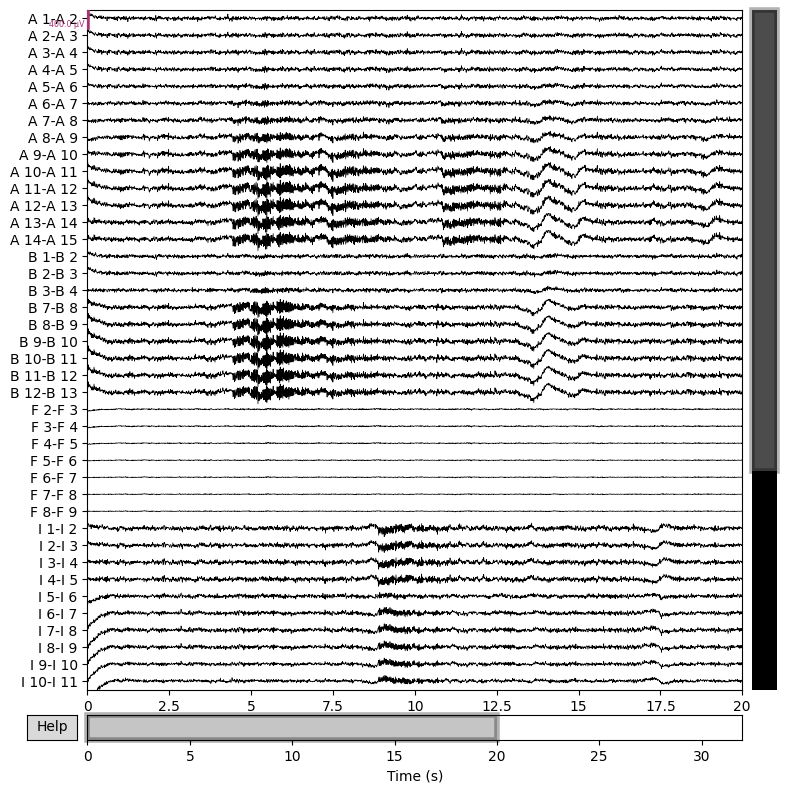 A 1-A 2
400.0 µV
A 2-A 3
A 3-A 4
A 4-A 5
A 5-A 6
A 6-A 7
A 7-A 8
A 8-A 9
A 9-A 10
A 10-A 11
A 11-A 12
A 12-A 13
A 13-A 14
A 14-A 15
B 1-B 2
B 2-B 3
B 3-B 4
B 7-B 8
B 8-B 9
B 9-B 10
B 10-B 11
B 11-B 12
B 12-B 13
F 2-F 3
F 3-F 4
F 4-F 5
F 5-F 6
F 6-F 7
F 7-F 8
F 8-F 9
I 1-I 2
I 2-I 3
I 3-I 4
I 4-I 5
I 5-I 6
I 6-I 7
I 7-I 8
I 8-I 9
I 9-I 10
I 10-I 11
0 2.5 5 7.5 10 12.5 15 17.5 20
Help
0 5 10 15 20 25 30
Time (s)